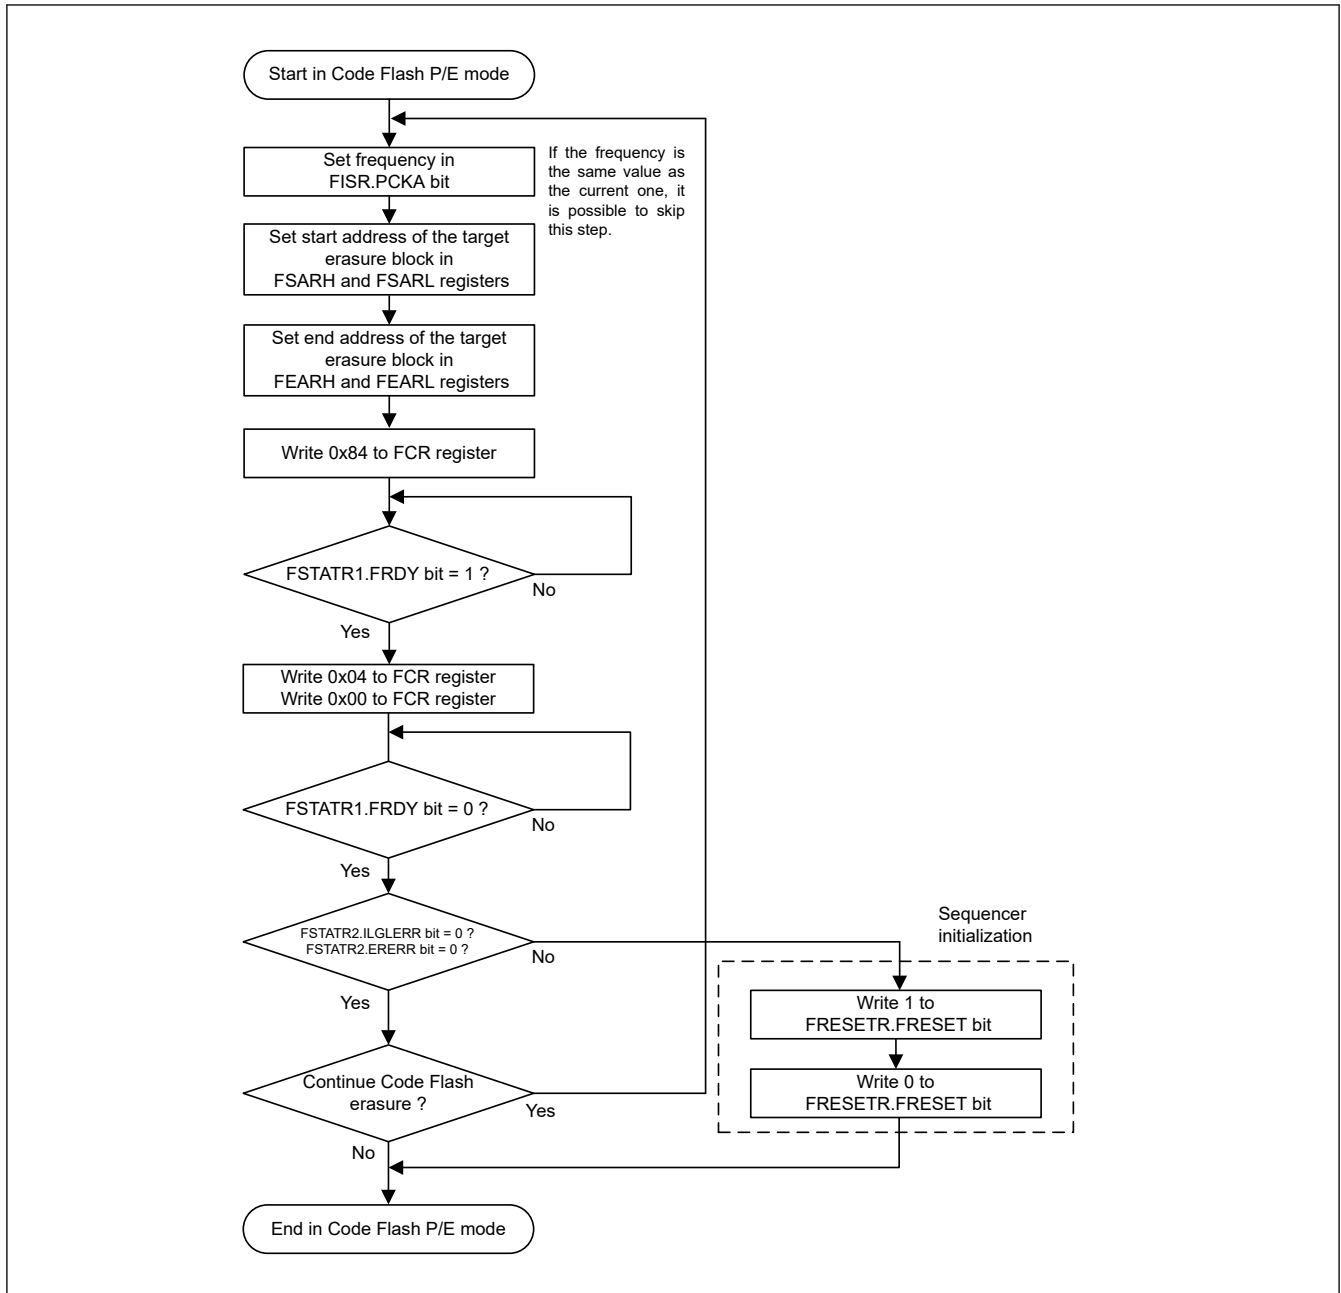 Start in Code Flash P/E mode
Set frequency in
FISR.PCKA bit
If the frequency is
the same value as
the current one, it
is possible to skip
this step.
Set start address of the target
erasure block in
FSARH and FSARL registers
Set end address of the target
erasure block in
FEARH and FEARL registers
Write 0x84 to FCR register
FSTATR1.FRDY bit = 1 ?
No
Yes
Write 0x04 to FCR register
Write 0x00 to FCR register
FSTATR1.FRDY bit = 0 ?
No
Yes
FSTATR2.ILGLERR bit = 0 ?
FSTATR2.ERERR bit = 0 ?
No
Yes
Sequencer
initialization
Write 1 to
FRESETR.FRESET bit
Write 0 to
FRESETR.FRESET bit
Continue Code Flash
erasure ?
Yes
No
End in Code Flash P/E mode